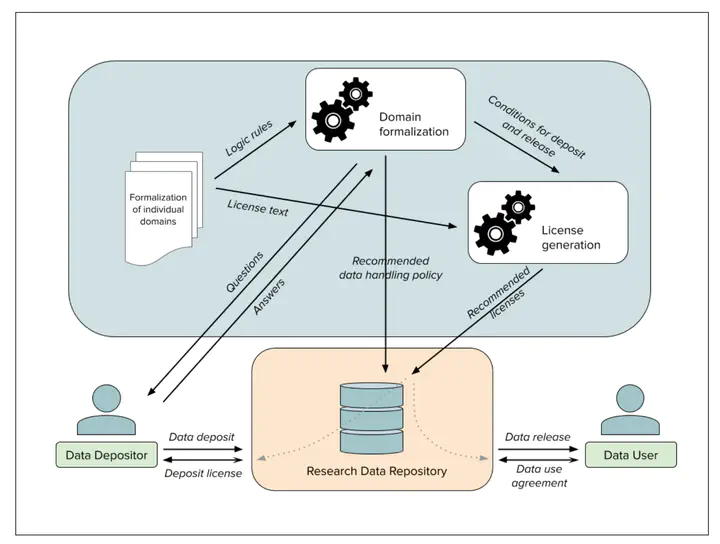 Domain
formalization
Logic rules
Conditions for deposit
and release
Formalization
of individual
domains
License text
License
generation
Questions
Answers
Recommended
data handling policy
Recommended
licenses
Data Depositor
Data deposit
Deposit license
Research Data Repository
Data release
Data use
agreement
Data User